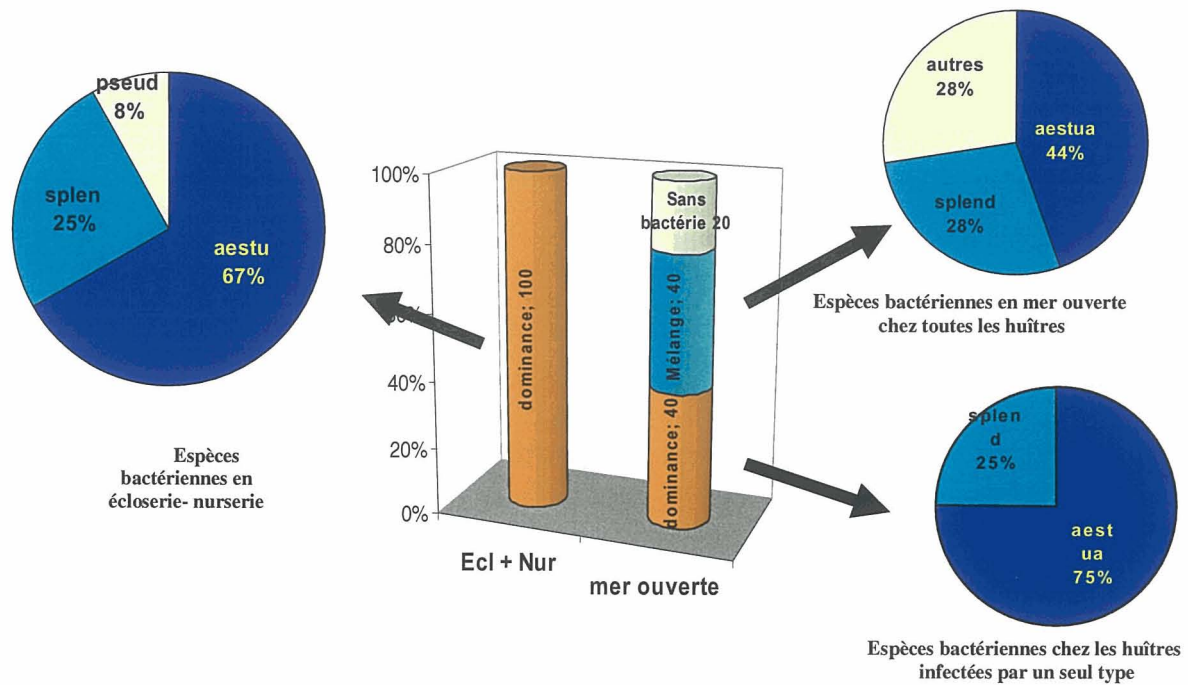 pseud
8%
splen
25%
aestu
67%
Espèces
bactériennes en
écloserie- nurserie
100%
80%
40%
20%
0%
dominance; 100
Sans
bactérie 20
Mélange; 40
dominance; 40
Ecl + Nur
mer ouverte
autres
28%
aestua
44%
splend
28%
Espèces bactériennes en mer ouverte
chez toutes les huîtres
splen
d
25%
aest
ua
75%
Espèces bactériennes chez les huîtres
infectées par un seul type